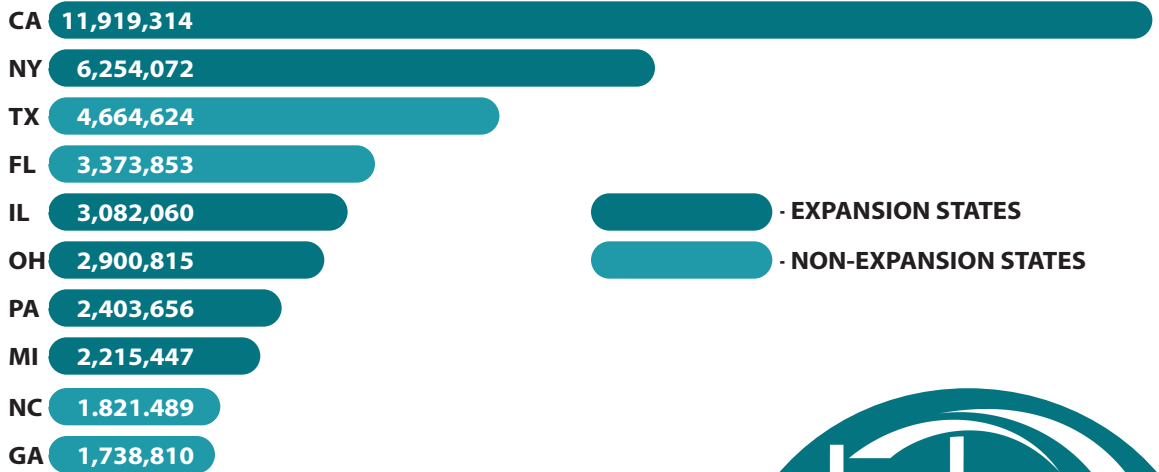 CA 11,919,314
NY 6,254,072
TX 4,664,624
FL 3,373,853
IL 3,082,060
- EXPANSION STATES
OH 2,900,815
- NON-EXPANSION STATES
PA 2,403,656
MI 2,215,447
NC 1.821.489
GA 1,738,810